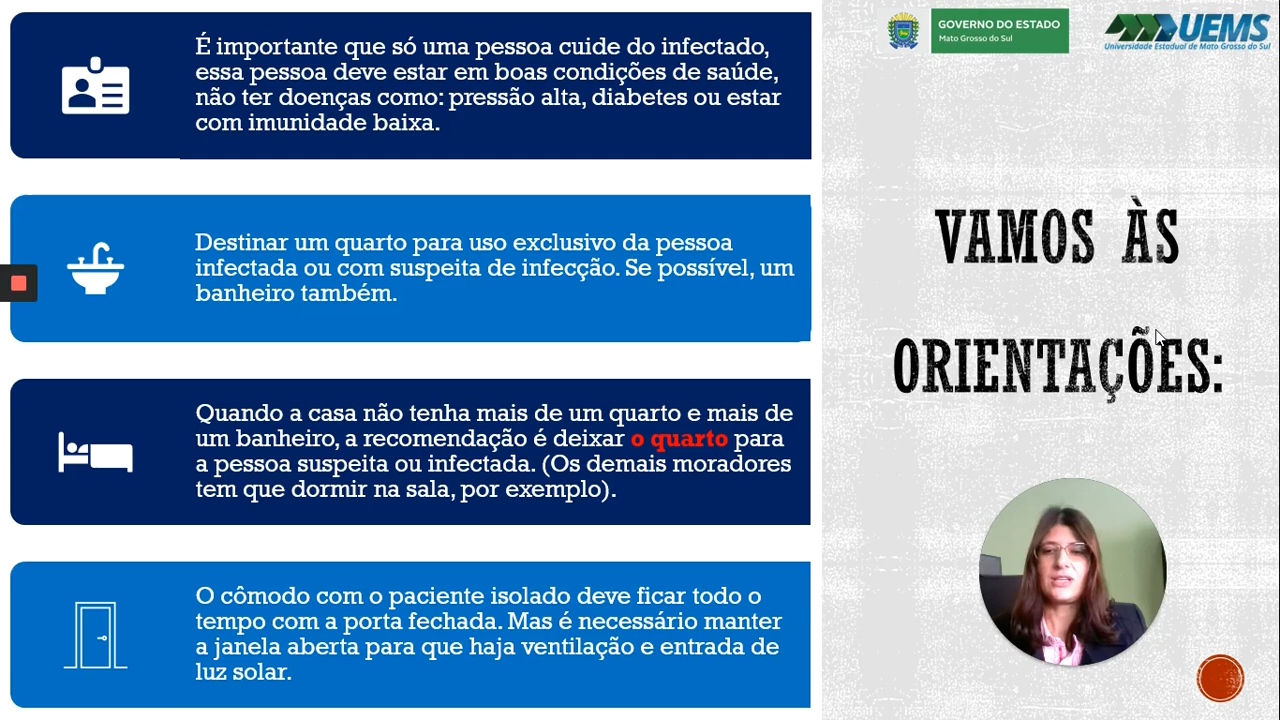 É importante que só uma pessoa cuide do infectado,
essa pessoa deve estar em boas condições de saúde,
não ter doenças como: pressão alta, diabetes ou estar
com imunidade baixa.
Destinar um quarto para uso exclusivo da pessoa
infectada ou com suspeita de infecção. Se possível, um
banheiro também.
Quando a casa não tenha mais de um quarto e mais de
um banheiro, a recomendação é deixar o quarto para
a pessoa suspeita ou infectada. (Os demais moradores
tem que dormir na sala, por exemplo).
O cômodo com o paciente isolado deve ficar todo o
tempo com a porta fechada. Mas é necessário manter
a janela aberta para que haja ventilação e entrada de
luz solar.
GOVERNO DO ESTADO
Mato Grosso do Sul
UEMS
Universidade Estadual de Mato Grosso do Sul
VAMOS ÀS
ORIENTAÇÕES: